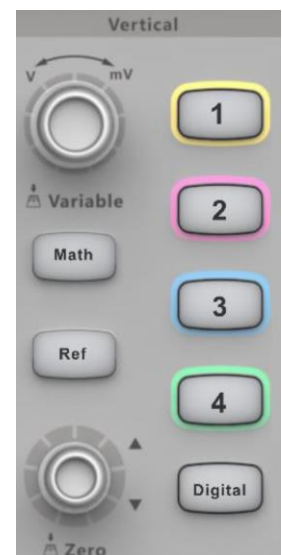 Vertical
V mV
1
Variable
2
Math
3
Ref
4
Digital
Zero